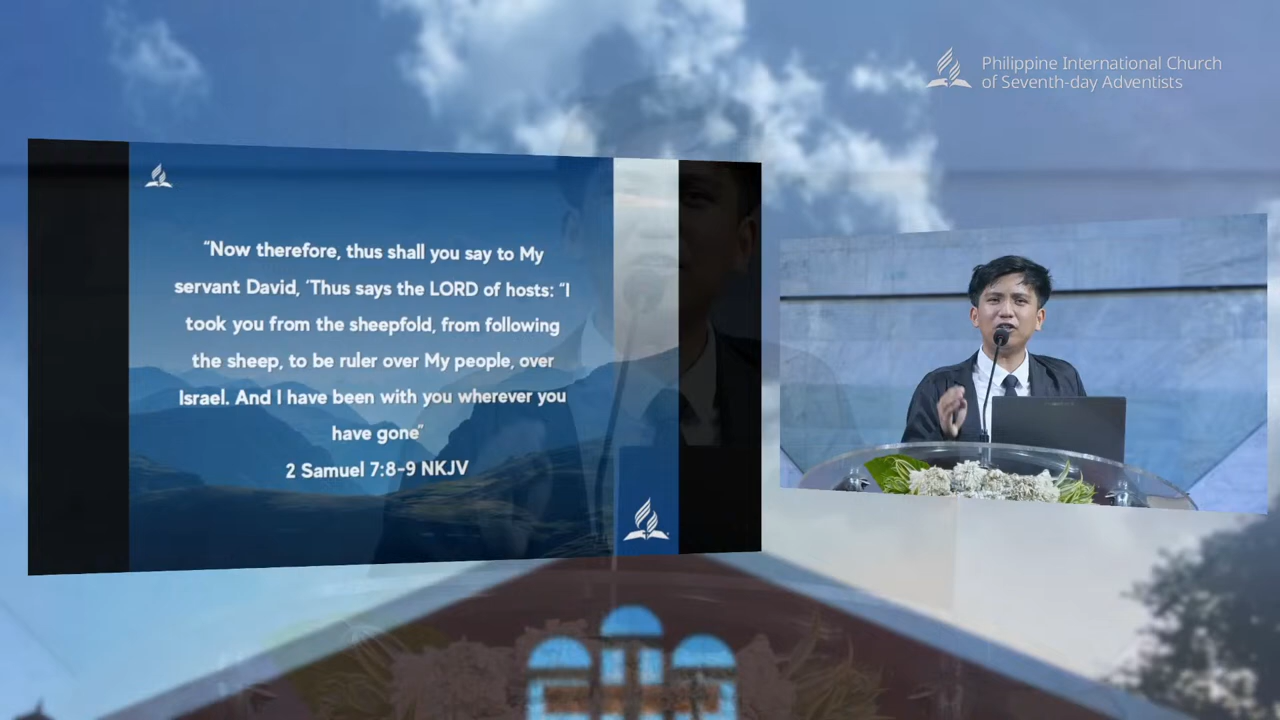 Philippine International Church
of Seventh-day Adventists
“Now therefore, thus shall you say to My
servant David, ‘Thus says the LORD of hosts: “I
took you from the sheepfold, from following
the sheep, to be ruler over My people, over
Israel. And I have been with you wherever you
have gone”
2 Samuel 7:8-9 NKJV